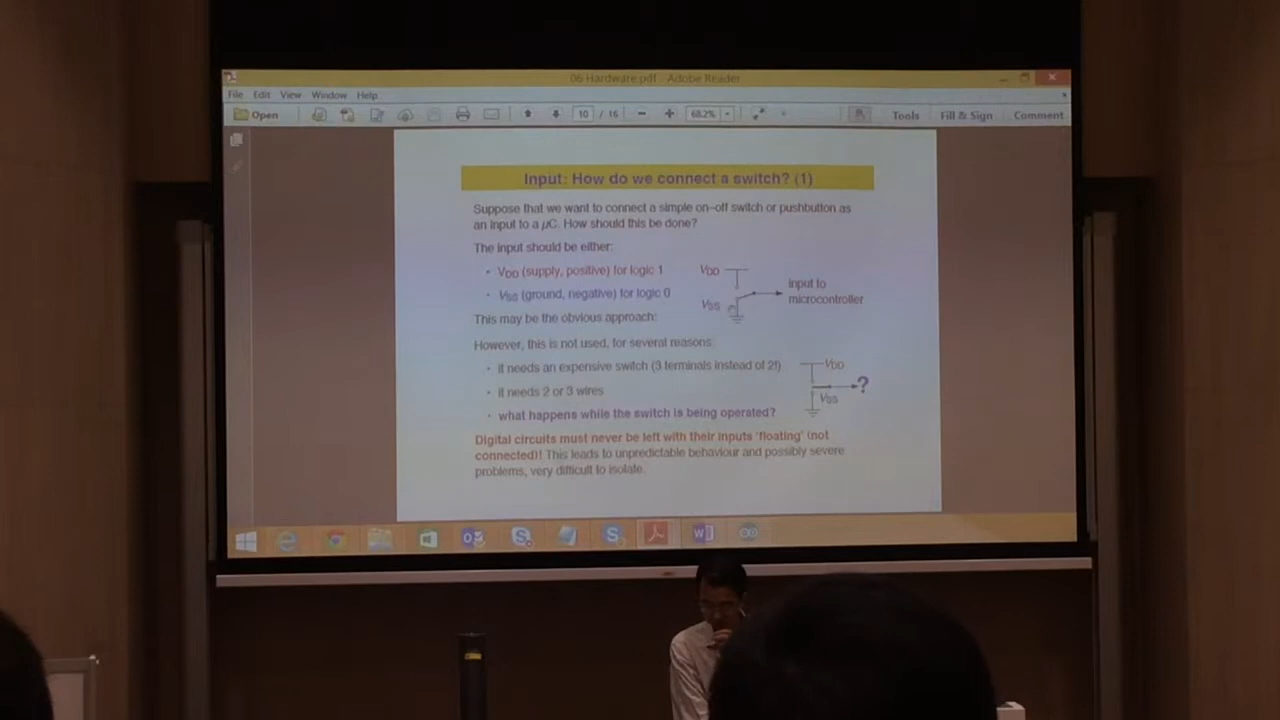 06 Hardware.pdf - Adobe Reader
File Edit View Window Help
Open 10 / 16 68.2% Tools Fill & Sign Comment
Input: How do we connect a switch? (1)
Suppose that we want to connect a simple on–off switch or pushbutton as
an input to a µC. How should this be done?
The input should be either:
• VDD (supply, positive) for logic 1
• VSS (ground, negative) for logic 0
This may be the obvious approach:
VDD
VSS
Input to
microcontroller
However, this is not used, for several reasons:
• it needs an expensive switch (3 terminals instead of 2!)
• it needs 2 or 3 wires
• what happens while the switch is being operated?
VDD
?
VSS
Digital circuits must never be left with their inputs 'floating' (not
connected)! This leads to unpredictable behaviour and possibly severe
problems, very difficult to isolate.